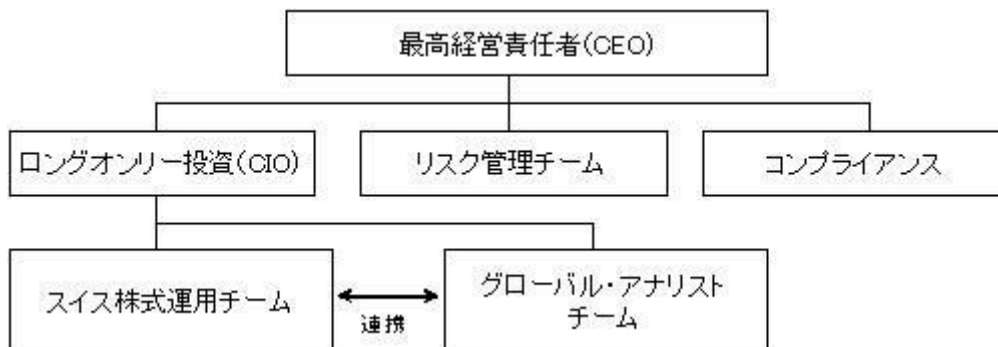 最高経営責任者(CEO)
ロングオンリー投資(CIO)
リスク管理チーム
コンプライアンス
スイス株式運用チーム
連携
グローバル・アナリスト
チーム